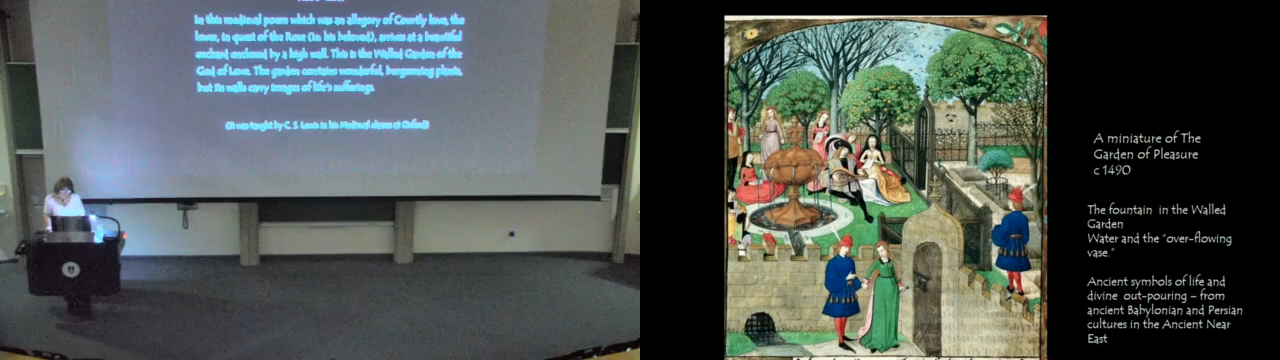 In this medieval poem which was an allegory of Courtly love, the
lover, in quest of the Rose (ie. his beloved), arrives at a beautiful
orchard enclosed by a high wall. This is the Walled Garden of the
God of Love. The garden contains wonderful, burgeoning plants,
but its walls carry images of life's sufferings.
(It was taught by C. S. Lewis in his Medieval classes at Oxford)
A miniature of The
Garden of Pleasure
c 1490
The fountain in the Walled
Garden
Water and the "over-flowing
vase."
Ancient symbols of life and
divine out-pouring – from
ancient Babylonian and Persian
cultures in the Ancient Near
East